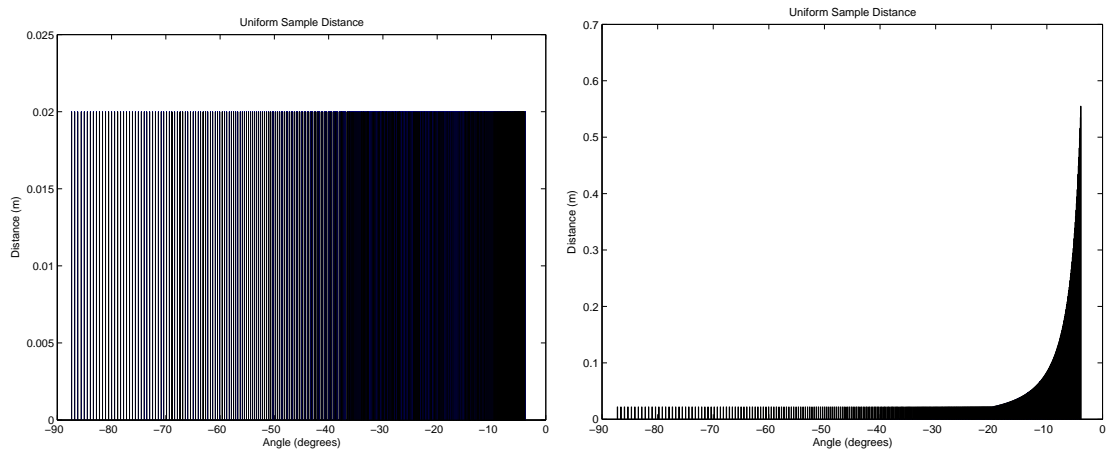 Uniform Sample Distance
0.025
0.02
0.015
0.01
0.005
0
Distance (m)
−90 −80 −70 −60 −50 −40 −30 −20 −10 0
Angle (degrees)
Uniform Sample Distance
0.7
0.6
0.5
0.4
0.3
0.2
0.1
0
Distance (m)
−90 −80 −70 −60 −50 −40 −30 −20 −10 0
Angle (degrees)